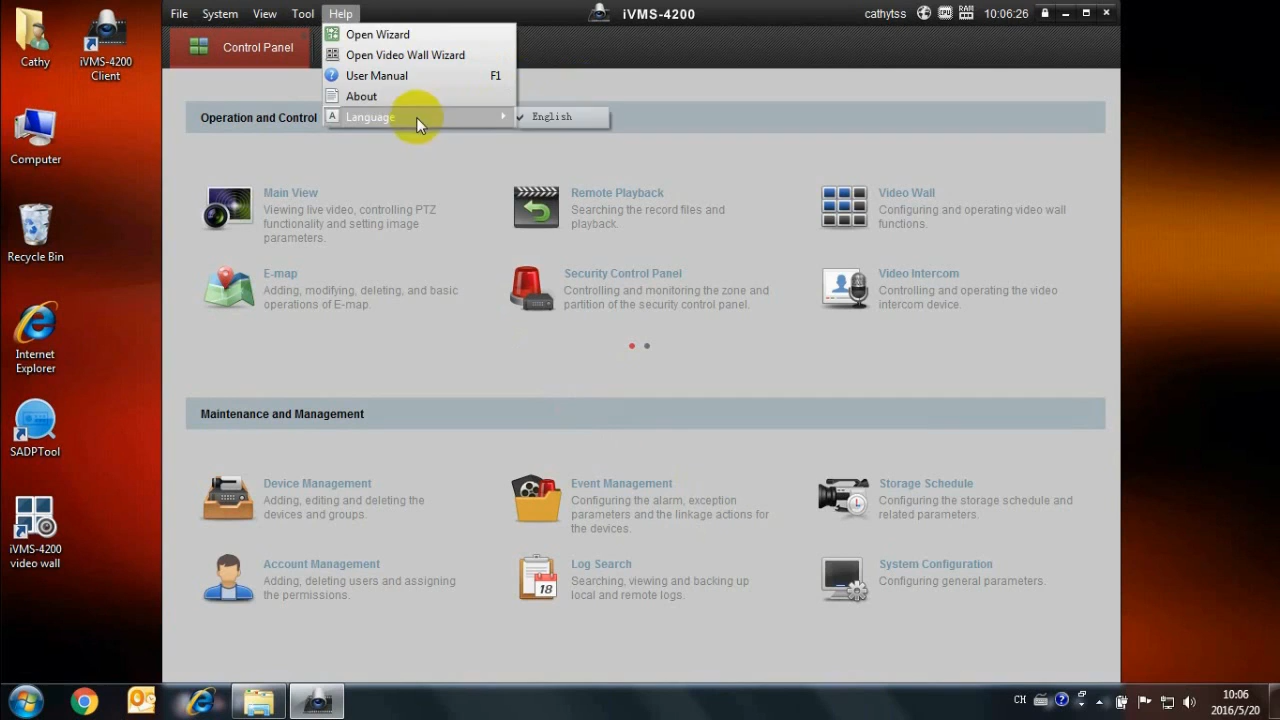 Cathy
iVMS-4200
Client
Computer
Recycle Bin
Internet
Explorer
SADPTool
iVMS-4200
video wall
File System View Tool Help
iVMS-4200
cathytss
10:06:26
Control Panel
Open Wizard
Open Video Wall Wizard
User Manual F1
About
Language
English
Operation and Control
Main View
Viewing live video, controlling PTZ
functionality and setting image
parameters.
Remote Playback
Searching the record files and
playback.
Video Wall
Configuring and operating video wall
functions.
E-map
Adding, modifying, deleting, and basic
operations of E-map.
Security Control Panel
Controlling and monitoring the zone and
partition of the security control panel.
Video Intercom
Controlling and operating the video
intercom device.
Maintenance and Management
Device Management
Adding, editing and deleting the
devices and groups.
Event Management
Configuring the alarm, exception
parameters and the linkage actions for
the devices.
Storage Schedule
Configuring the storage schedule and
related parameters.
Account Management
Adding, deleting users and assigning
the permissions.
18
Log Search
Searching, viewing and backing up
local and remote logs.
System Configuration
Configuring general parameters.
CH
10:06
2016/5/20